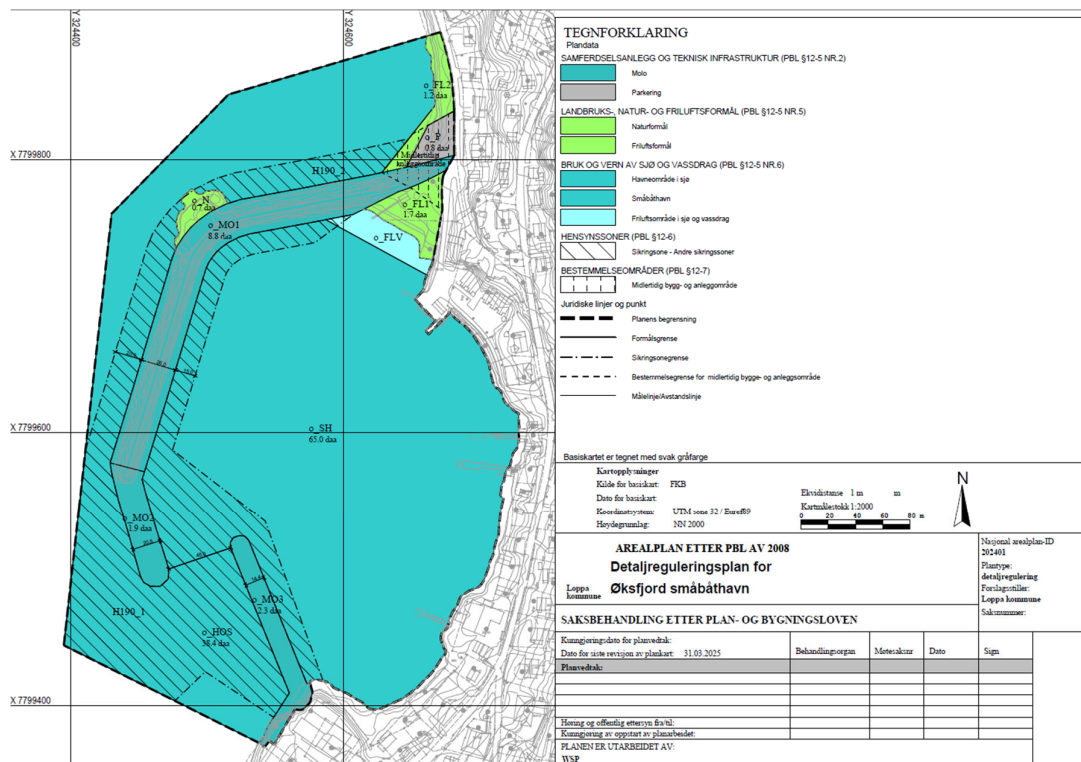 Y 324400
Y 324600
X 7799800
X 7799600
X 7799400
o_FL2
1.2 daa
o_P
0.8 daa
Midlertidig
anleggsområde
H190_2
o_N
0.7 daa
o_MO1
8.8 daa
o_FL1
1.7 daa
o_FLV
o_SH
65.0 daa
o_MO2
1.9 daa
o_MO3
2.3 daa
H190_1
o_HOS
TEGNFORKLARING
Plandata
SAMFERDSELSANLEGG OG TEKNISK INFRASTRUKTUR (PBL §12-5 NR.2)
Molo
Parkering
LANDBRUKS-, NATUR- OG FRILUFTSFORMÅL (PBL §12-5 NR.5)
Naturformål
Friluftsformål
BRUK OG VERN AV SJØ OG VASSDRAG (PBL §12-5 NR.6)
Havneområde i sjø
Småbåthavn
Friluftsområde i sjø og vassdrag
HENSYNSSONER (PBL §12-6)
Sikringsone - Andre sikringssoner
BESTEMMELSEOMRÅDER (PBL §12-7)
Midlertidig bygg- og anleggområde
Juridiske linjer og punkt
Planens begrensning
Formålsgrense
Sikringsonegrense
Bestemmelsegrense for midlertidig bygge- og anleggsområde
Målelinje/Avstandslinje
Basiskartet er tegnet med svak gråfarge
Kartopplysninger
Kilde for basiskart: FKB
Dato for basiskart:
Koordinatsystem: UTM sone 32 / Euref89
Høydegrunnlag: NN 2000
Ekvidistanse 1 m m
Kartmålestokk 1:2000
0 20 40 60 80 m
N
AREALPLAN ETTER PBL AV 2008
Detaljreguleringsplan for
Øksfjord småbåthavn
Loppa
kommune
Nasjonal arealplan-ID
202401
Plantype:
detaljregulering
Forslagsstiller:
Loppa kommune
Saksnummer:
SAKSBEHANDLING ETTER PLAN- OG BYGNINGSLOVEN
Kunngjøringsdato for planvedtak:
Dato for siste revisjon av plankart: 31.03.2025
Behandlingsorgan
Møtesaksnr
Dato
Sign
Planvedtak:
Høring og offentlig ettersyn fra/til:
Kunngjøring av oppstart av planarbeidet:
PLANEN ER UTARBEIDET AV:
WSP